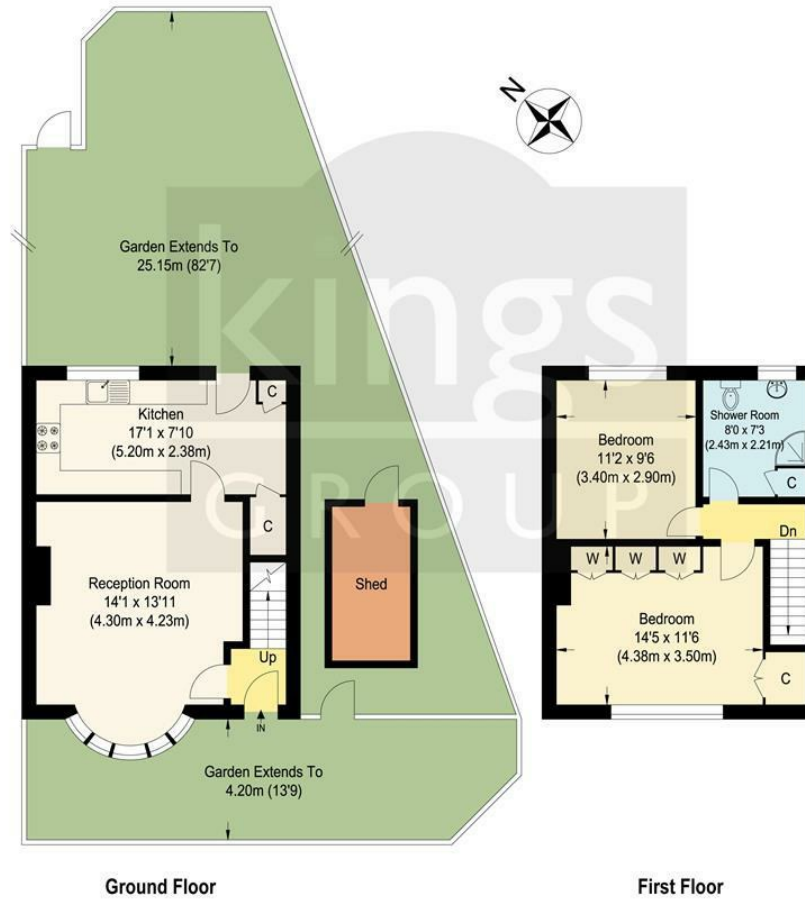 N
Garden Extends To
25.15m (82'7)
kings
GROUP
Kitchen
17'1 x 7'10
(5.20m x 2.38m)
C
C
Reception Room
14'1 x 13'11
(4.30m x 4.23m)
Up
IN
Shed
Garden Extends To
4.20m (13'9)
Ground Floor
Bedroom
11'2 x 9'6
(3.40m x 2.90m)
Shower Room
8'0 x 7'3
(2.43m x 2.21m)
C
Dn
W W W
Bedroom
14'5 x 11'6
(4.38m x 3.50m)
C
First Floor